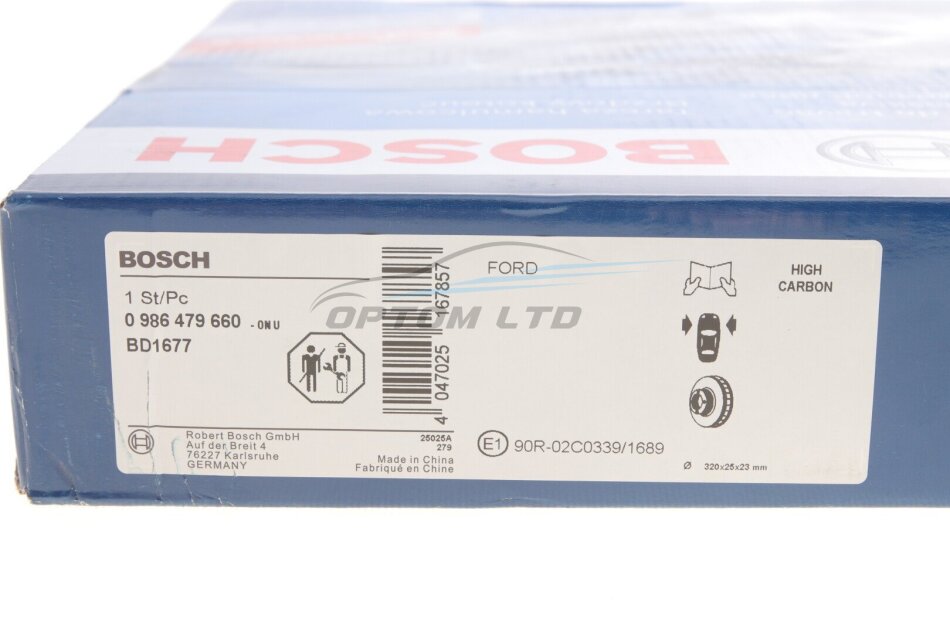 BOSCH
BOSCH
1 St/Pc
0 986 479 660 - 0NU
BD1677
4 047025 167857
FORD
HIGH
CARBON
OPTOM LTD
Robert Bosch GmbH
Auf der Breit 4
76227 Karlsruhe
GERMANY
25025A
279
Made in China
Fabriqué en Chine
E1 90R-02C0339/1689
Ø 320x25x23 mm